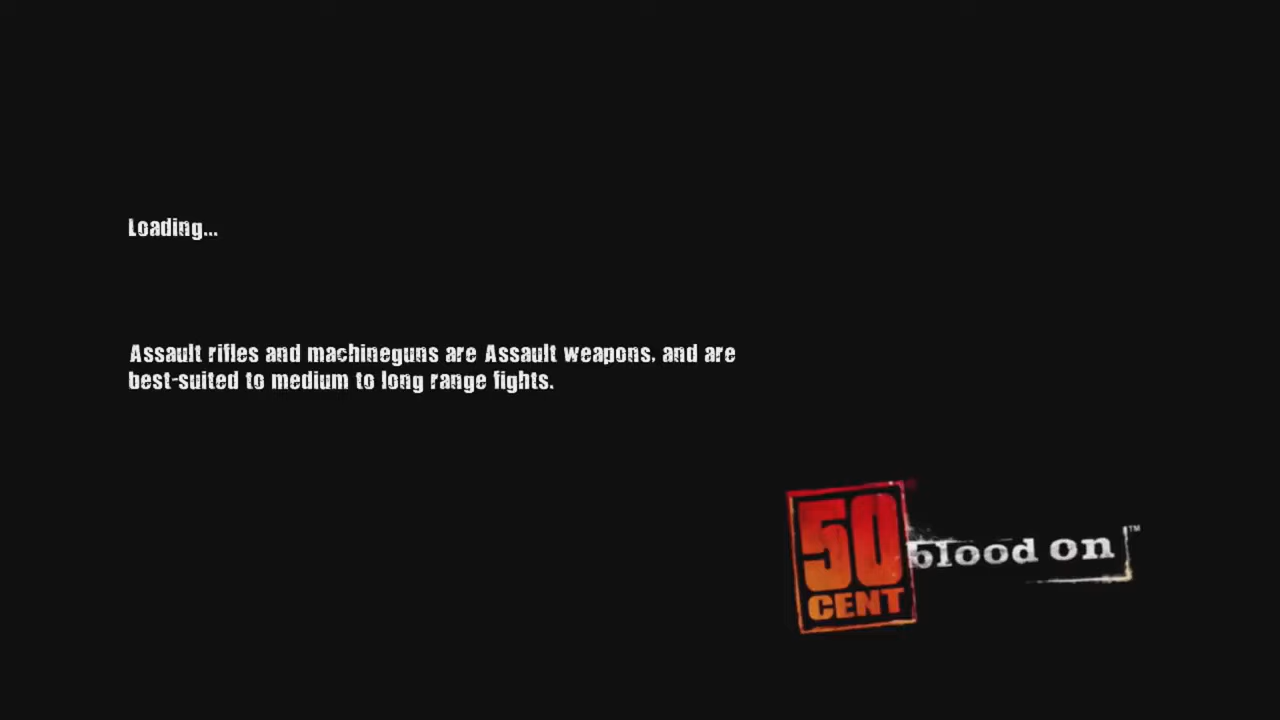 Loading...
Assault rifles and machineguns are Assault weapons, and are
best-suited to medium to long range fights.
50
CENT
blood on
TM